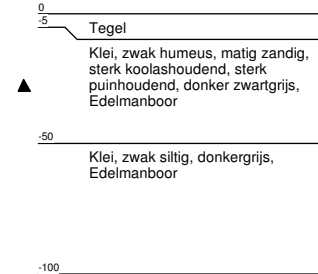 0
-5
Tegel
Klei, zwak humeus, matig zandig,
sterk koolashoudend, sterk
puinhoudend, donker zwartgrijs,
Edelmanboor
-50
Klei, zwak siltig, donkergrijs,
Edelmanboor
-100